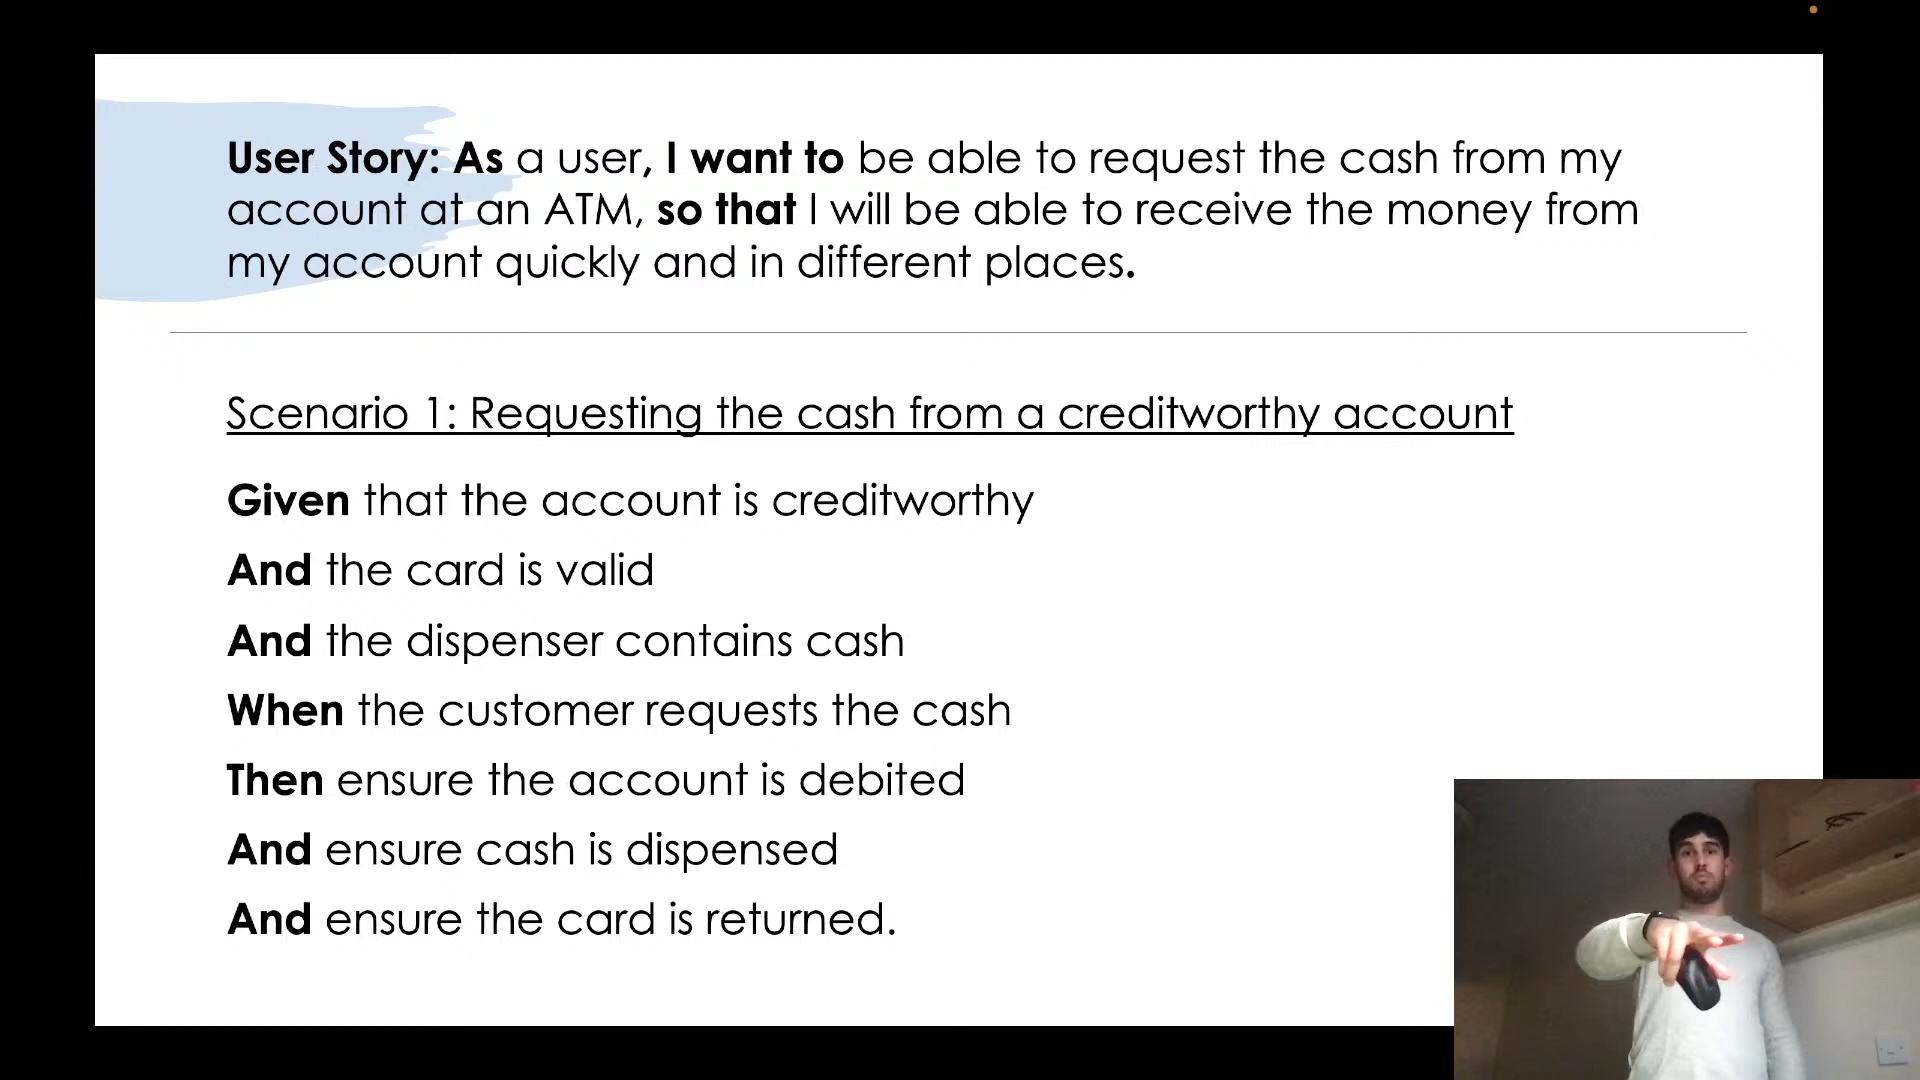 User Story: As a user, I want to be able to request the cash from my
account at an ATM, so that I will be able to receive the money from
my account quickly and in different places.
Scenario 1: Requesting the cash from a creditworthy account
Given that the account is creditworthy
And the card is valid
And the dispenser contains cash
When the customer requests the cash
Then ensure the account is debited
And ensure cash is dispensed
And ensure the card is returned.